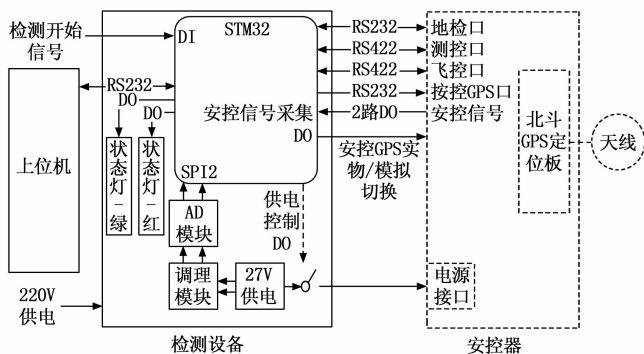 检测开始
信号
DI
STM32
RS232
地检口
RS422
测控口
RS422
飞控口
RS232
按控GPS口
2路DO
安控信号
RS232
DO
DO
安控信号采集
DO
上位机
状态灯-绿
状态灯-红
SPI2
安控GPS实
物/模拟
切换
北斗
GPS定
位板
天线
AD
模块
供电
控制
DO
调理
模块
27V
供电
电源
接口
220V
供电
检测设备
安控器